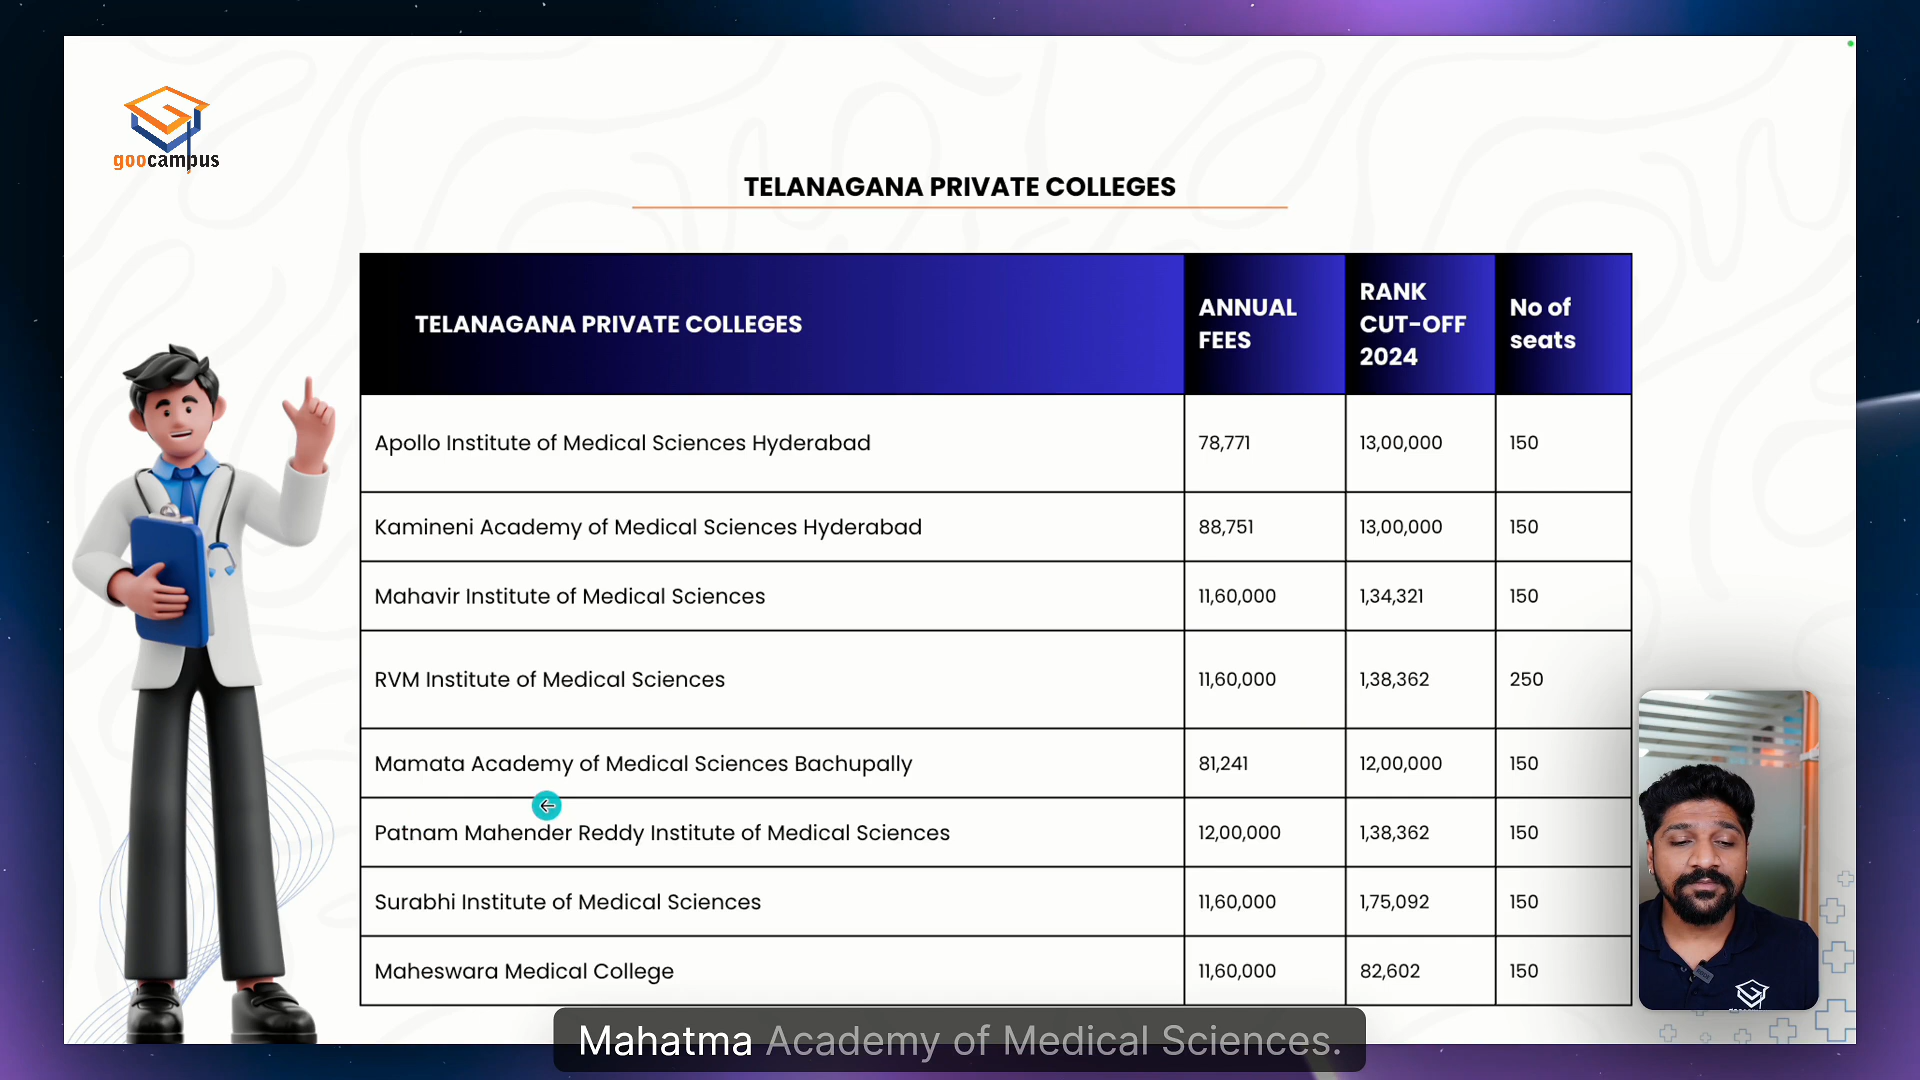 goocampus
TELANAGANA PRIVATE COLLEGES
TELANAGANA PRIVATE COLLEGES
ANNUAL FEES
RANK CUT-OFF 2024
No of seats
Apollo Institute of Medical Sciences Hyderabad 78,771 13,00,000 150
Kamineni Academy of Medical Sciences Hyderabad 88,751 13,00,000 150
Mahavir Institute of Medical Sciences 11,60,000 1,34,321 150
RVM Institute of Medical Sciences 11,60,000 1,38,362 250
Mamata Academy of Medical Sciences Bachupally 81,241 12,00,000 150
Patnam Mahender Reddy Institute of Medical Sciences 12,00,000 1,38,362 150
Surabhi Institute of Medical Sciences 11,60,000 1,75,092 150
Maheswara Medical College 11,60,000 82,602 150
Mahatma Academy of Medical Sciences.